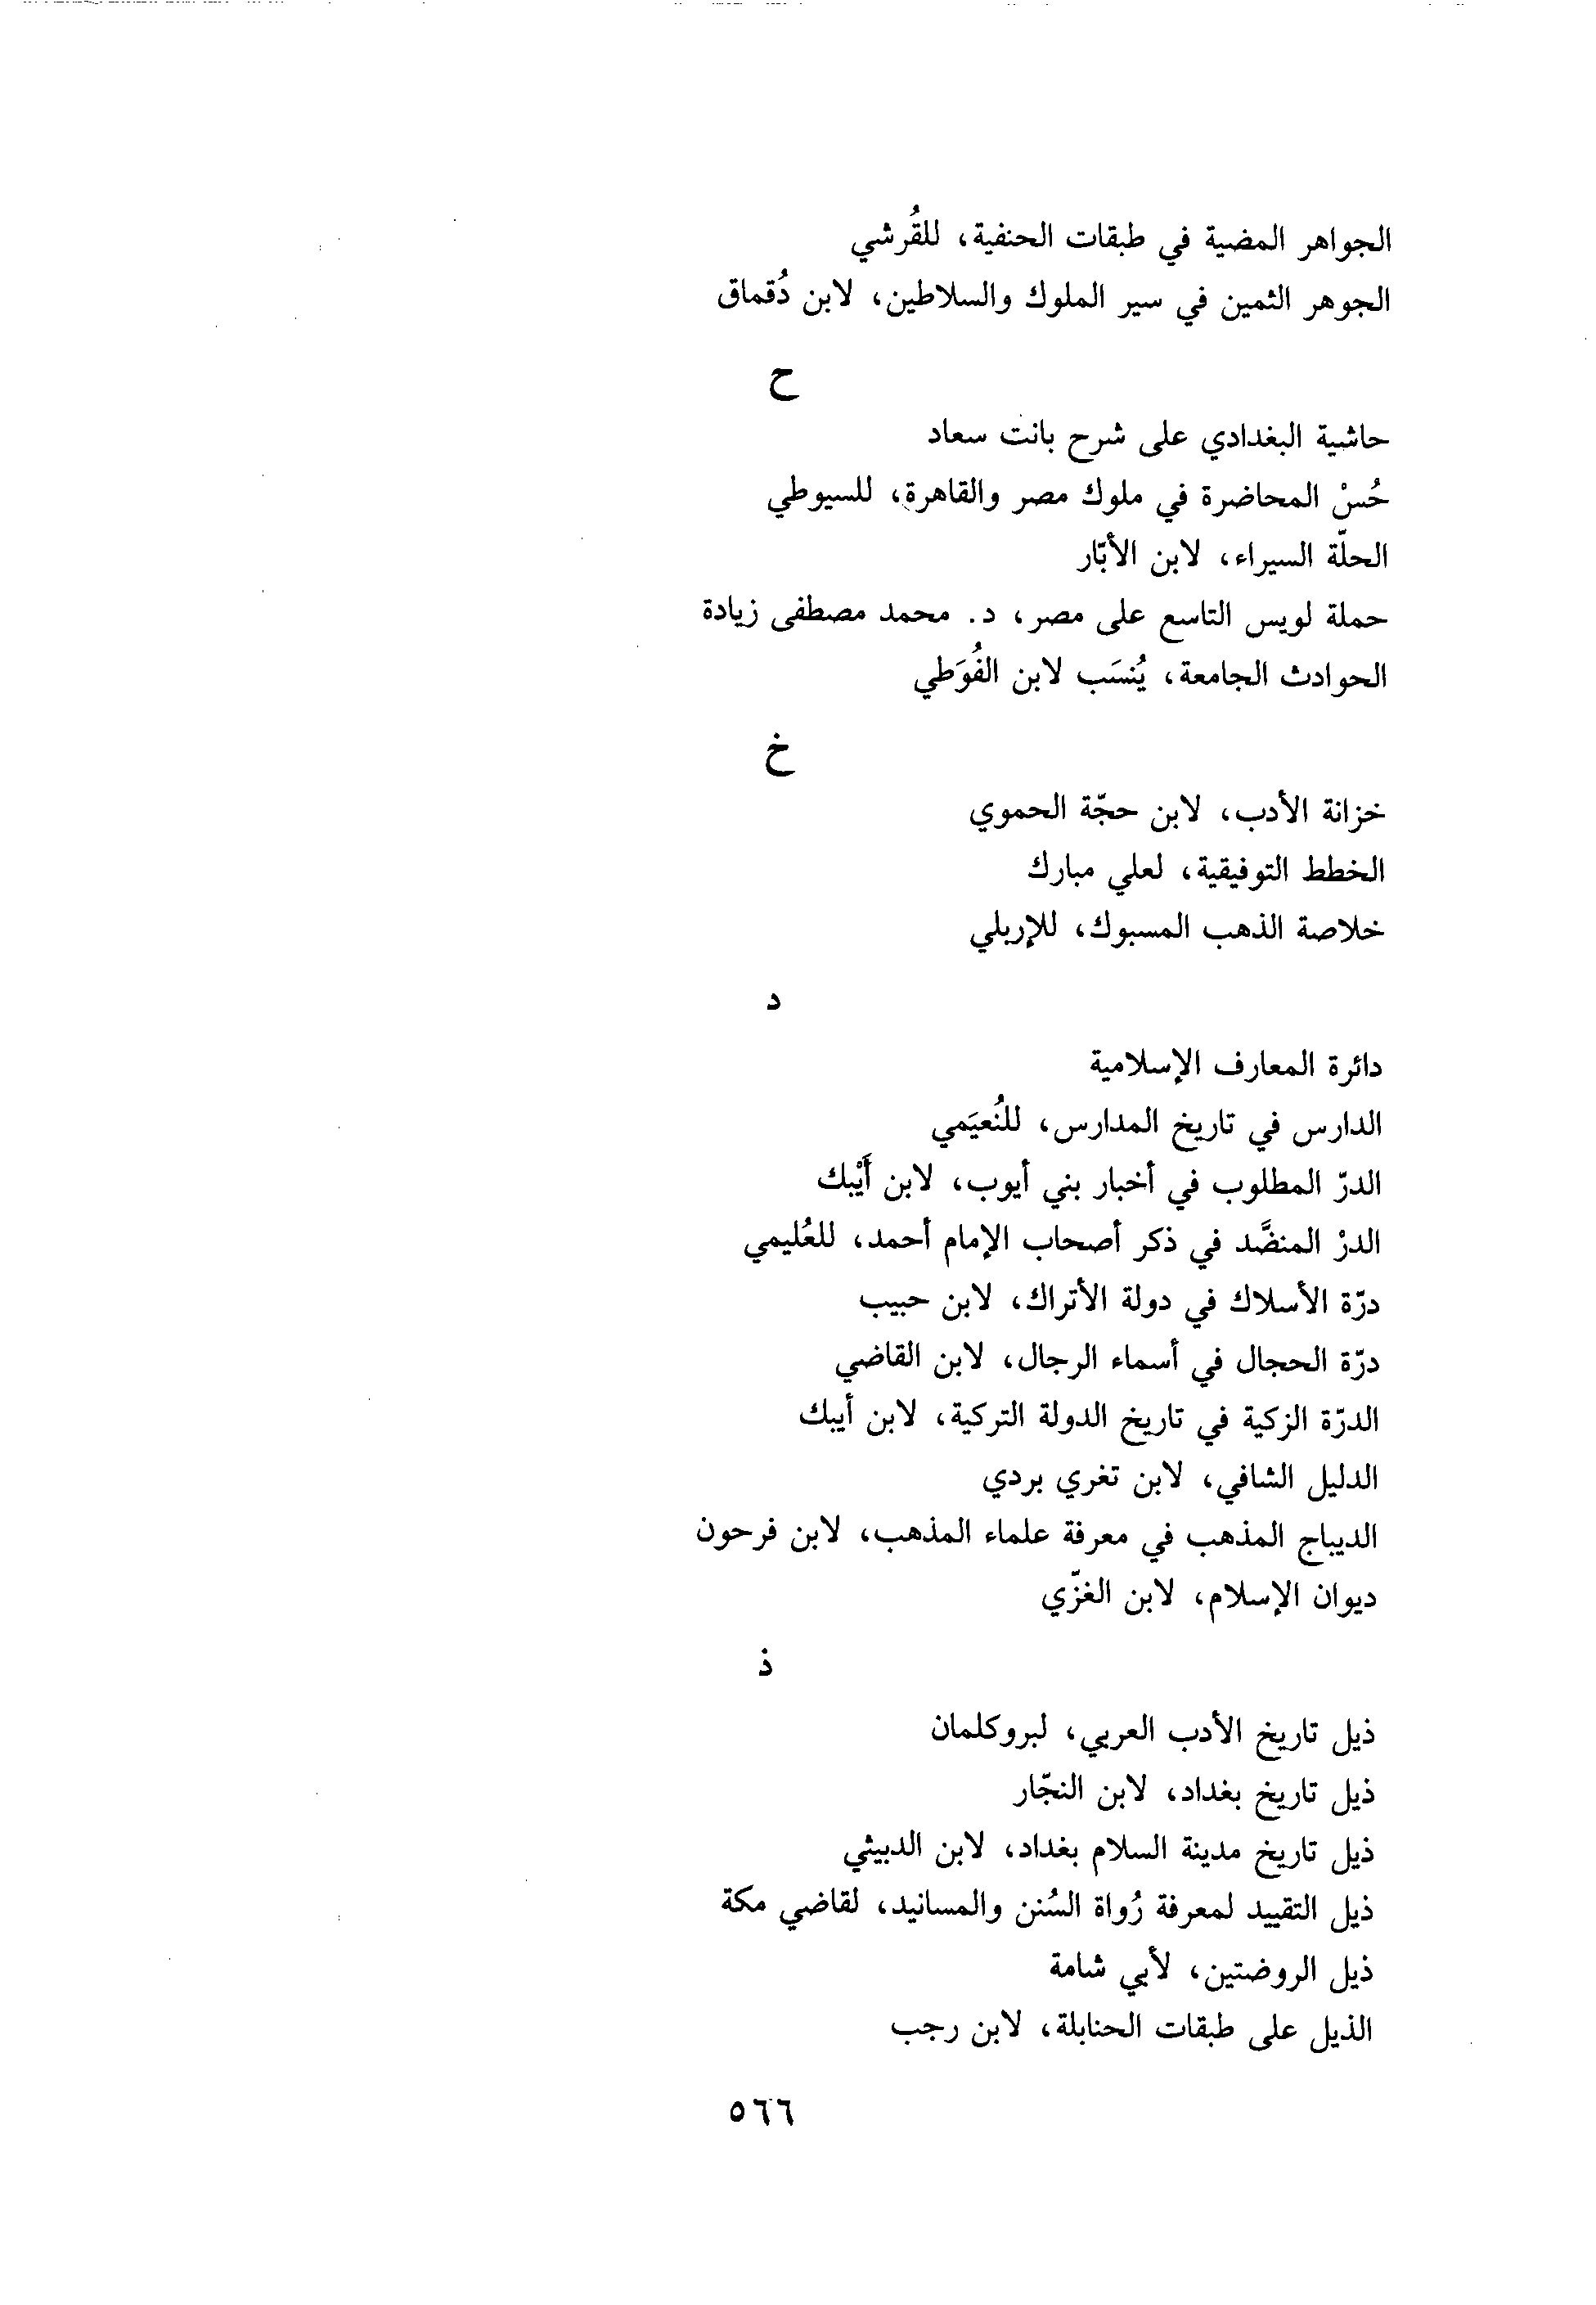 الجواهر المضية في طبقات الحنفية، للقُرشي
الجوهر الثمين في سير الملوك والسلاطين، لابن دُقماق
ح
حاشية البغدادي على شرح بانت سعاد
حُسنْ المحاضرة في ملوك مصر والقاهرة، للسيوطي
الحلّة السيراء، لابن الأبّار
حملة لويس التاسع على مصر، د. محمد مصطفى زيادة
الحوادث الجامعة، يُنسَب لابن الفُوَطي
خ
خزانة الأدب، لابن حجّة الحموي
الخطط التوفيقية، لعلي مبارك
خلاصة الذهب المسبوك، للإربلي
د
دائرة المعارف الإسلامية
الدارس في تاريخ المدارس، للنُعيَمي
الدرّ المطلوب في أخبار بني أيوب، لابن أَيْبك
الدرْ المنضَّد في ذكر أصحاب الإمام أحمد، للعُليمي
درّة الأسلاك في دولة الأتراك، لابن حبيب
درّة الحجال في أسماء الرجال، لابن القاضي
الدرّة الزكية في تاريخ الدولة التركية، لابن أيبك
الدليل الشافي، لابن تغري بردي
الديباج المذهب في معرفة علماء المذهب، لابن فرحون
ديوان الإسلام، لابن الغزّي
ذ
ذيل تاريخ الأدب العربي، لبروكلمان
ذيل تاريخ بغداد، لابن النجّار
ذيل تاريخ مدينة السلام بغداد، لابن الدبيثي
ذيل التقييد لمعرفة رُواة السُنن والمسانيد، لقاضي مكة
ذيل الروضتين، لأبي شامة
الذيل على طبقات الحنابلة، لابن رجب
٥٦٦